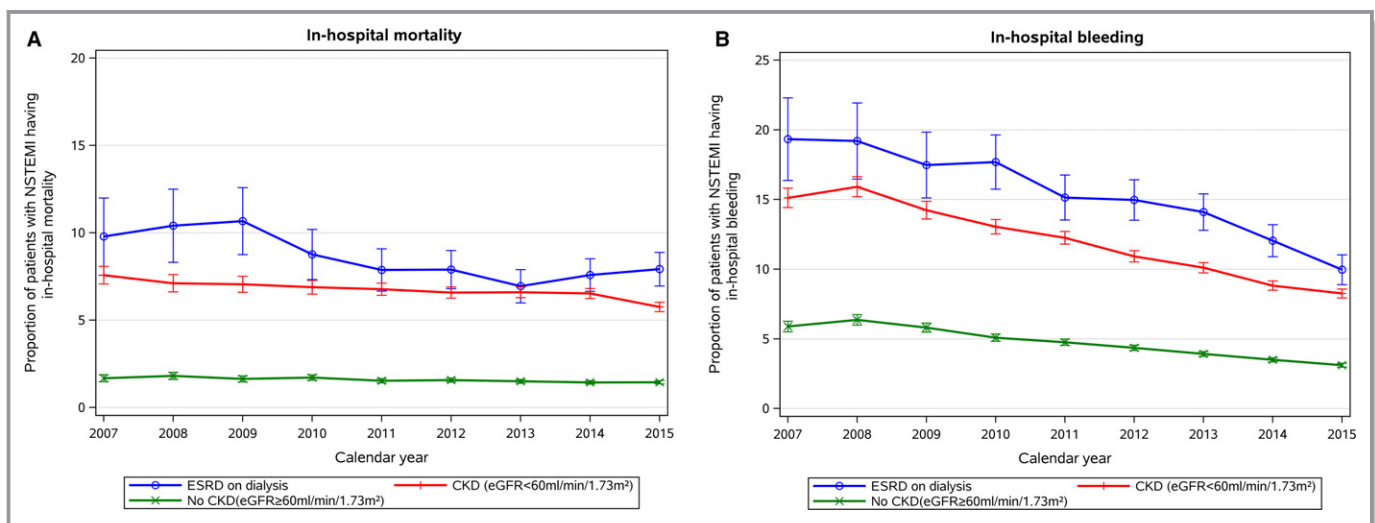 A
In-hospital mortality
Proportion of patients with NSTEMI having
in-hospital mortality
20
15
10
5
0
2007 2008 2009 2010 2011 2012 2013 2014 2015
Calendar year
ESRD on dialysis
CKD (eGFR<60ml/min/1.73m²)
No CKD(eGFR≥60ml/min/1.73m²)
B
In-hospital bleeding
Proportion of patients with NSTEMI having
in-hospital bleeding
25
20
15
10
5
0
2007 2008 2009 2010 2011 2012 2013 2014 2015
Calendar year
ESRD on dialysis
CKD (eGFR<60ml/min/1.73m²)
No CKD(eGFR≥60ml/min/1.73m²)